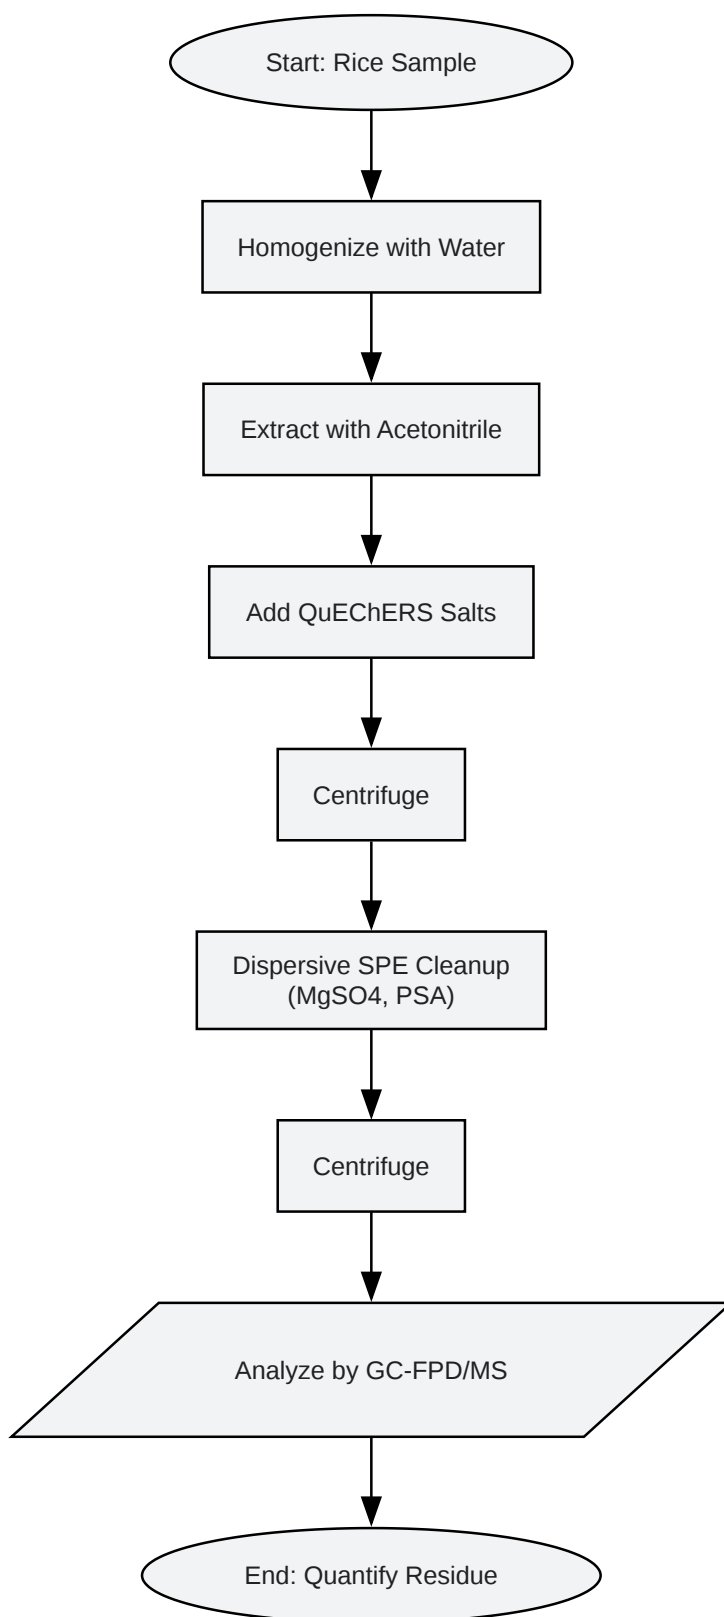 Start: Rice Sample
Homogenize with Water
Extract with Acetonitrile
Add QuEChERS Salts
Centrifuge
Dispersive SPE Cleanup
(MgSO4, PSA)
Centrifuge
Analyze by GC-FPD/MS
End: Quantify Residue